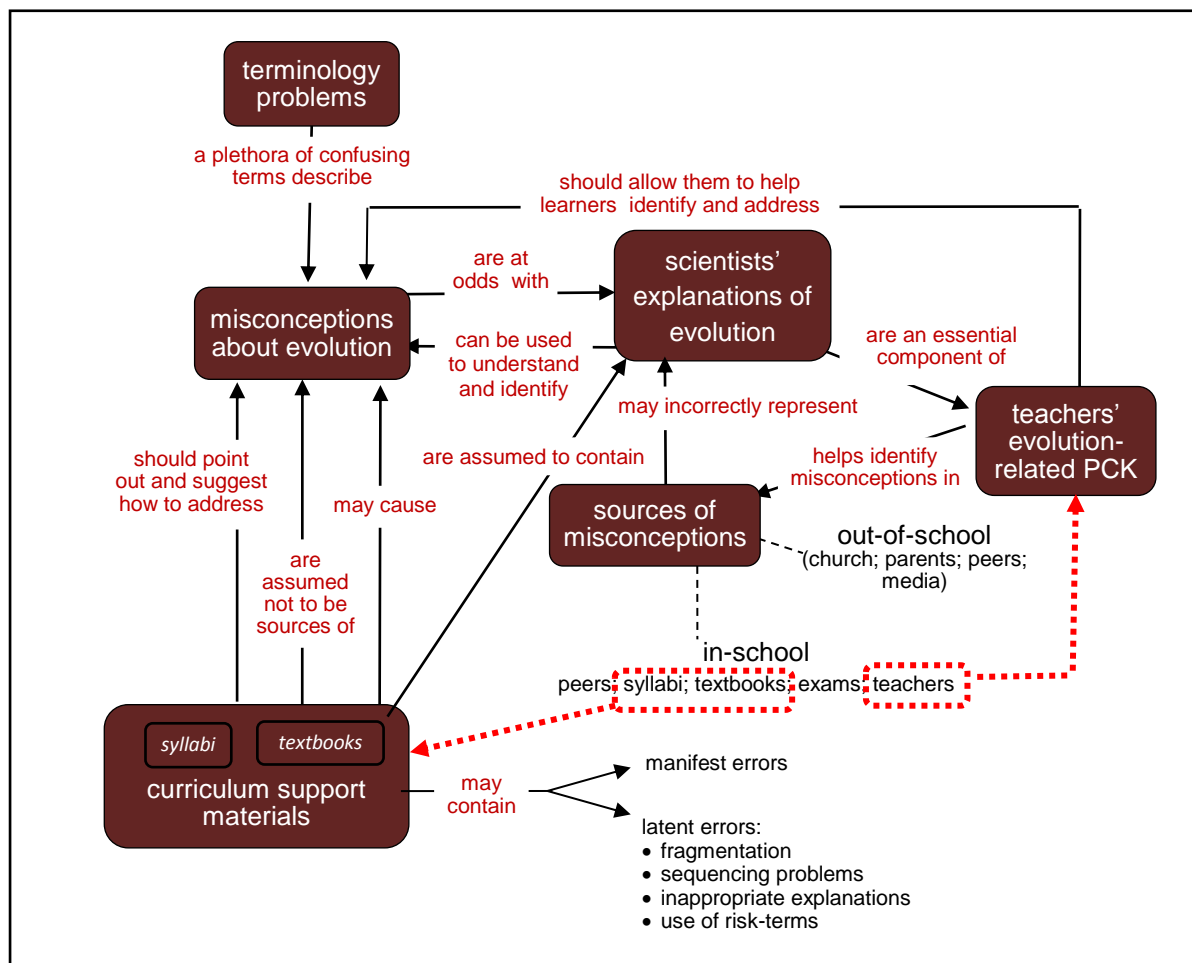 terminology
problems
a plethora of confusing
terms describe
should allow them to help
learners identify and address
are at
odds with
scientists’
explanations of
evolution
misconceptions
about evolution
can be used
to understand
and identify
are an essential
component of
may incorrectly represent
teachers’
evolution-
related PCK
should point
out and suggest
how to address
may cause
are assumed to contain
helps identify
misconceptions in
sources of
misconceptions
out-of-school
(church; parents; peers;
media)
are
assumed
not to be
sources of
in-school
peers; syllabi; textbooks; exams; teachers
syllabi
textbooks
curriculum support
materials
may
contain
manifest errors
latent errors:
• fragmentation
• sequencing problems
• inappropriate explanations
• use of risk-terms